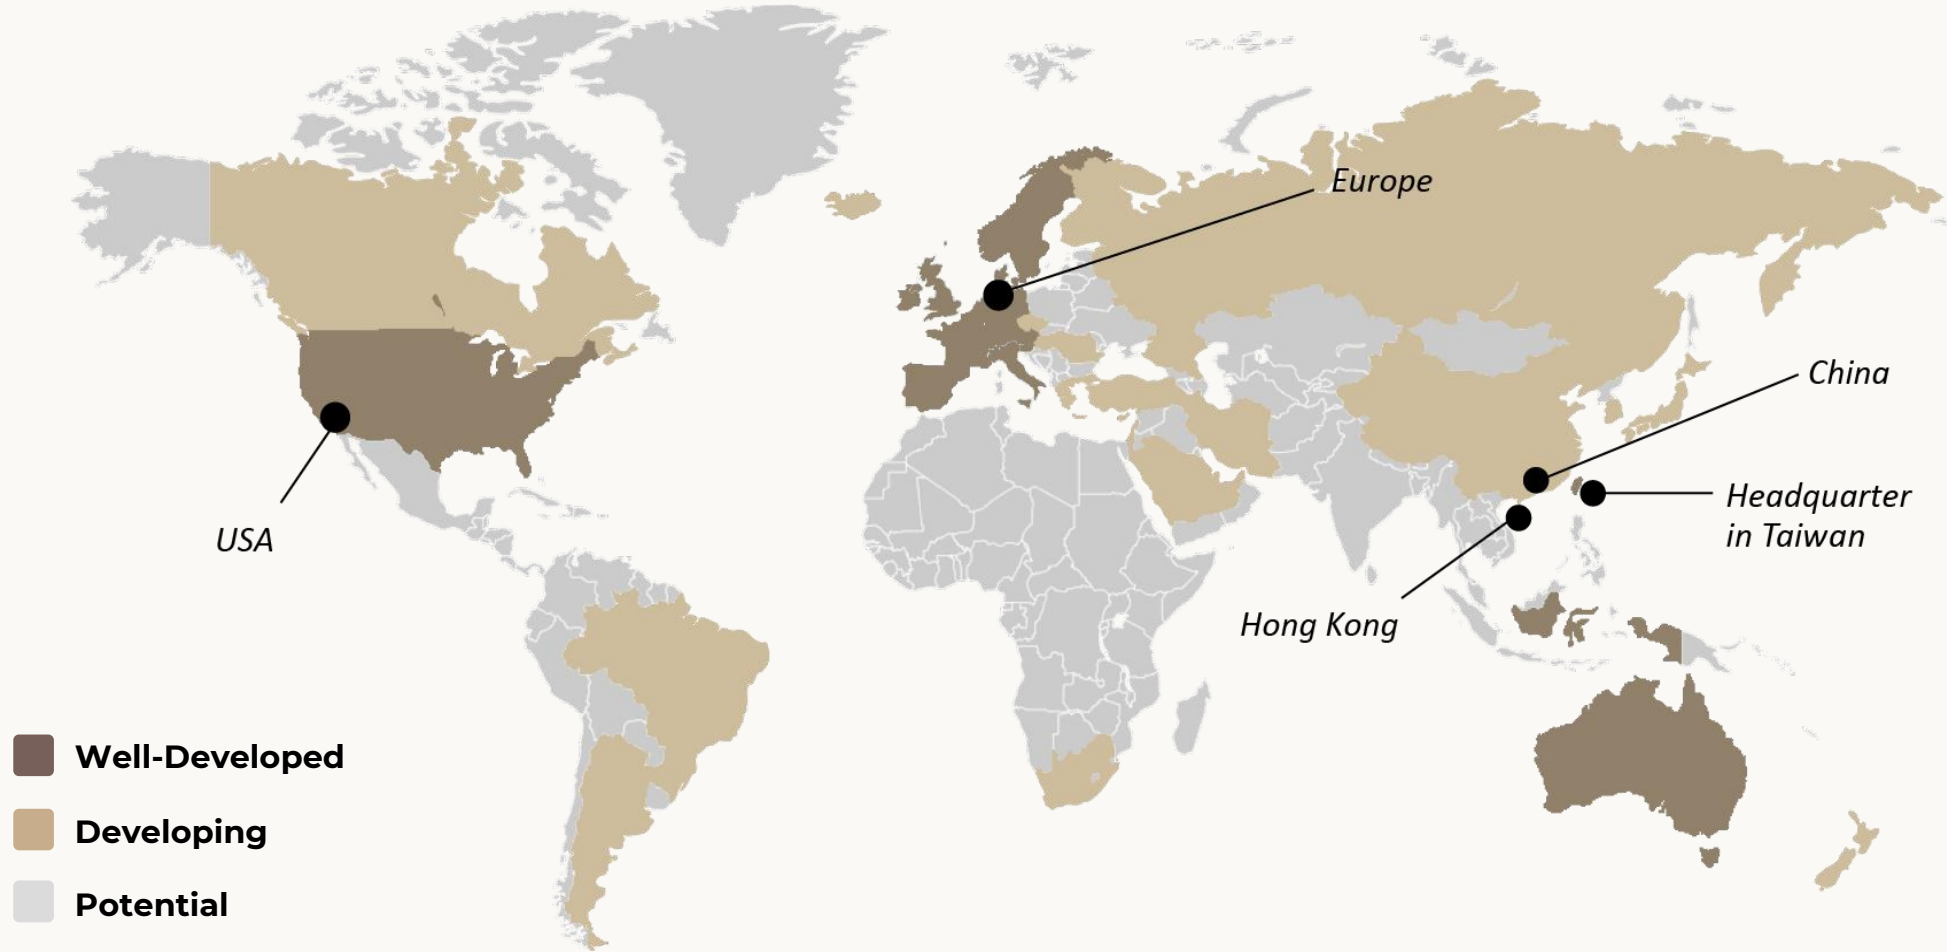 Europe
China
Headquarter
in Taiwan
USA
Hong Kong
Well-Developed
Developing
Potential